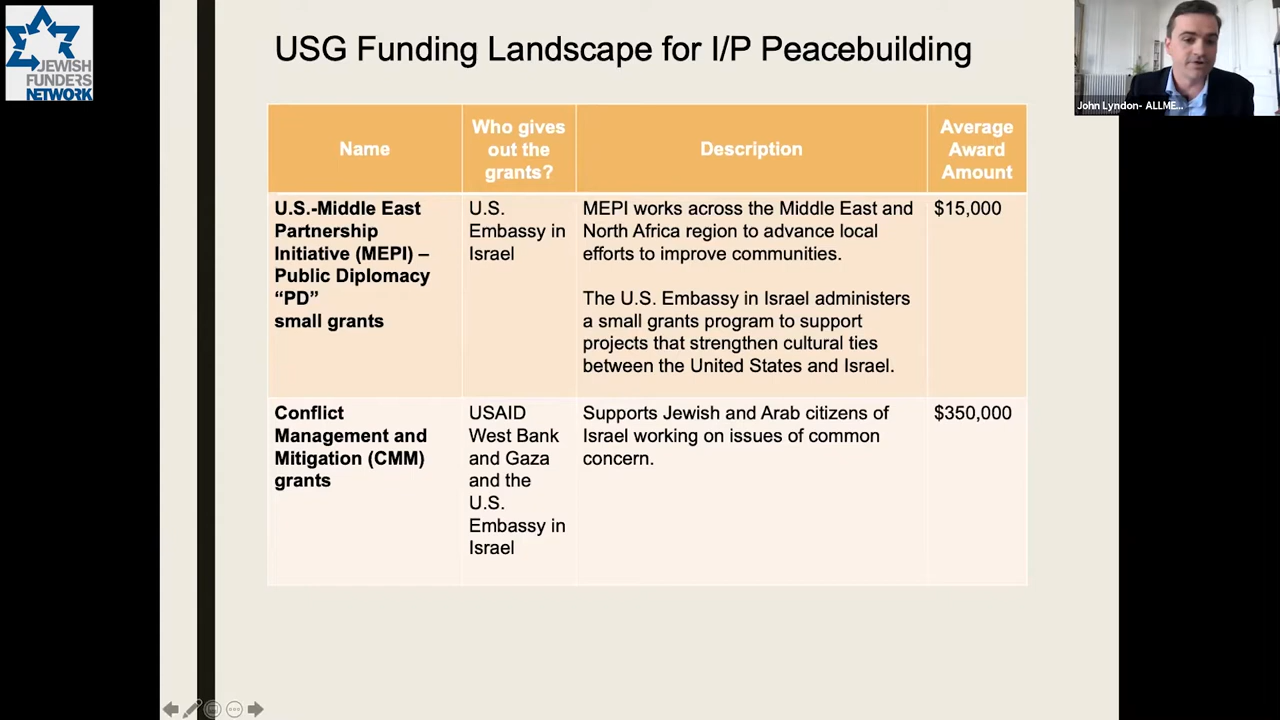 JEWISH
FUNDERS
NETWORK
USG Funding Landscape for I/P Peacebuilding
John Lyndon- ALLME...
Name
Who gives
out the
grants?
Description
Average
Award
Amount
U.S.-Middle East
Partnership
Initiative (MEPI) –
Public Diplomacy
“PD”
small grants
U.S.
Embassy in
Israel
MEPI works across the Middle East and
North Africa region to advance local
efforts to improve communities.
The U.S. Embassy in Israel administers
a small grants program to support
projects that strengthen cultural ties
between the United States and Israel.
$15,000
Conflict
Management and
Mitigation (CMM)
grants
USAID
West Bank
and Gaza
and the
U.S.
Embassy in
Israel
Supports Jewish and Arab citizens of
Israel working on issues of common
concern.
$350,000